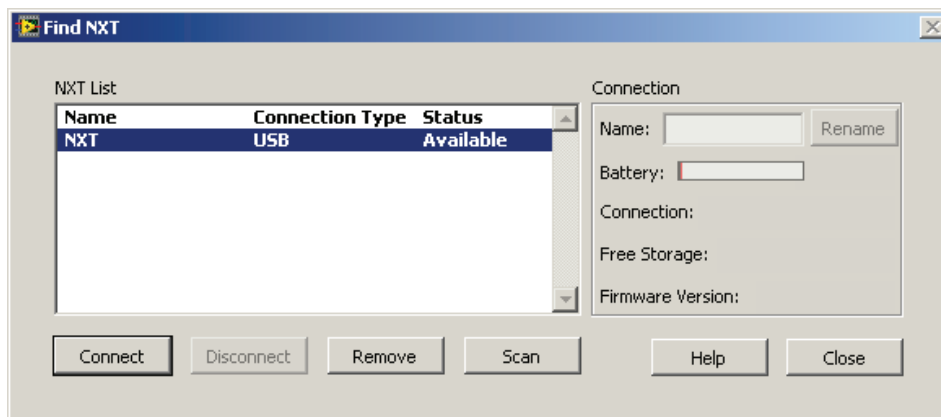 Find NXT
NXT List
Name Connection Type Status
NXT USB Available
Connection
Name: Rename
Battery:
Connection:
Free Storage:
Firmware Version:
Connect Disconnect Remove Scan Help Close